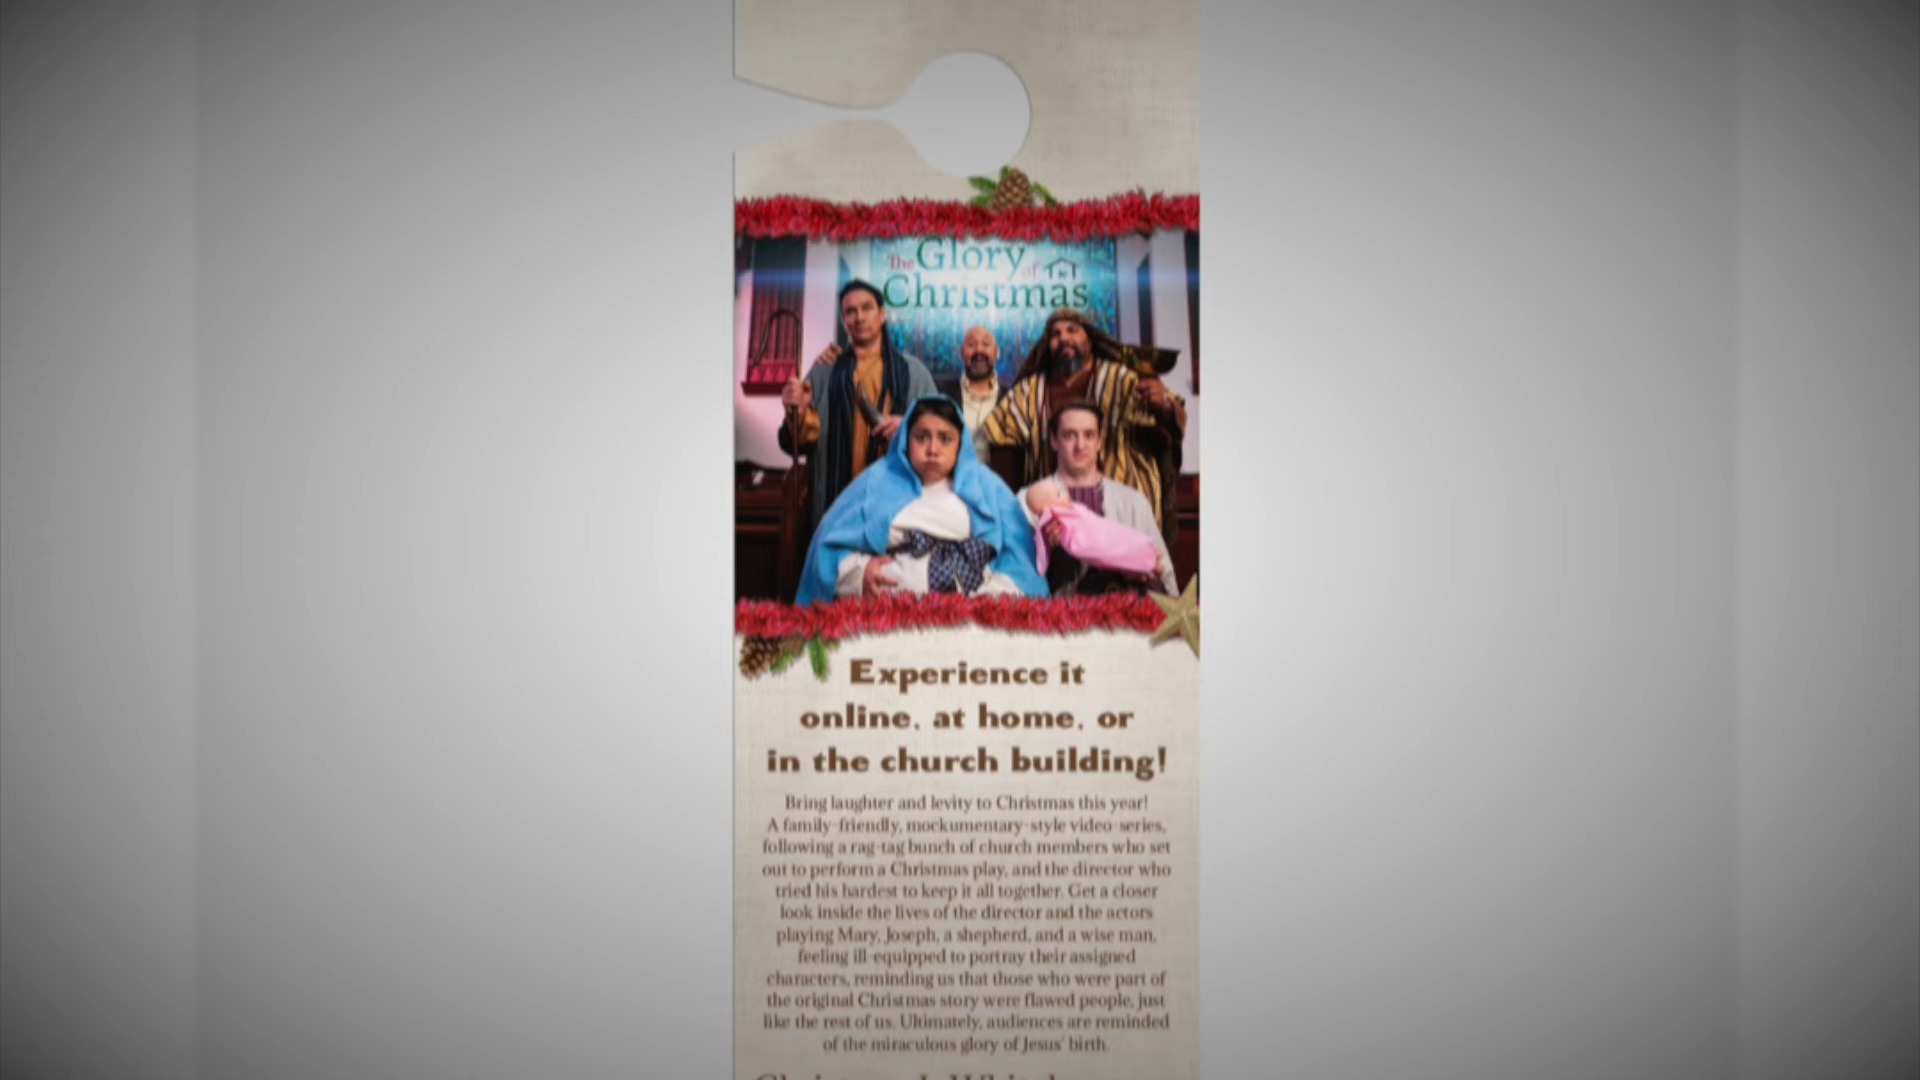 The Glory of
Christmas
Experience it
online, at home, or
in the church building!
Bring laughter and levity to Christmas this year!
A family-friendly, mockumentary-style video-series,
following a rag-tag bunch of church members who set
out to perform a Christmas play, and the director who
tried his hardest to keep it all together. Get a closer
look inside the lives of the director and the actors
playing Mary, Joseph, a shepherd, and a wise man,
feeling ill-equipped to portray their assigned
characters, reminding us that those who were part of
the original Christmas story were flawed people, just
like the rest of us. Ultimately, audiences are reminded
of the miraculous glory of Jesus' birth.